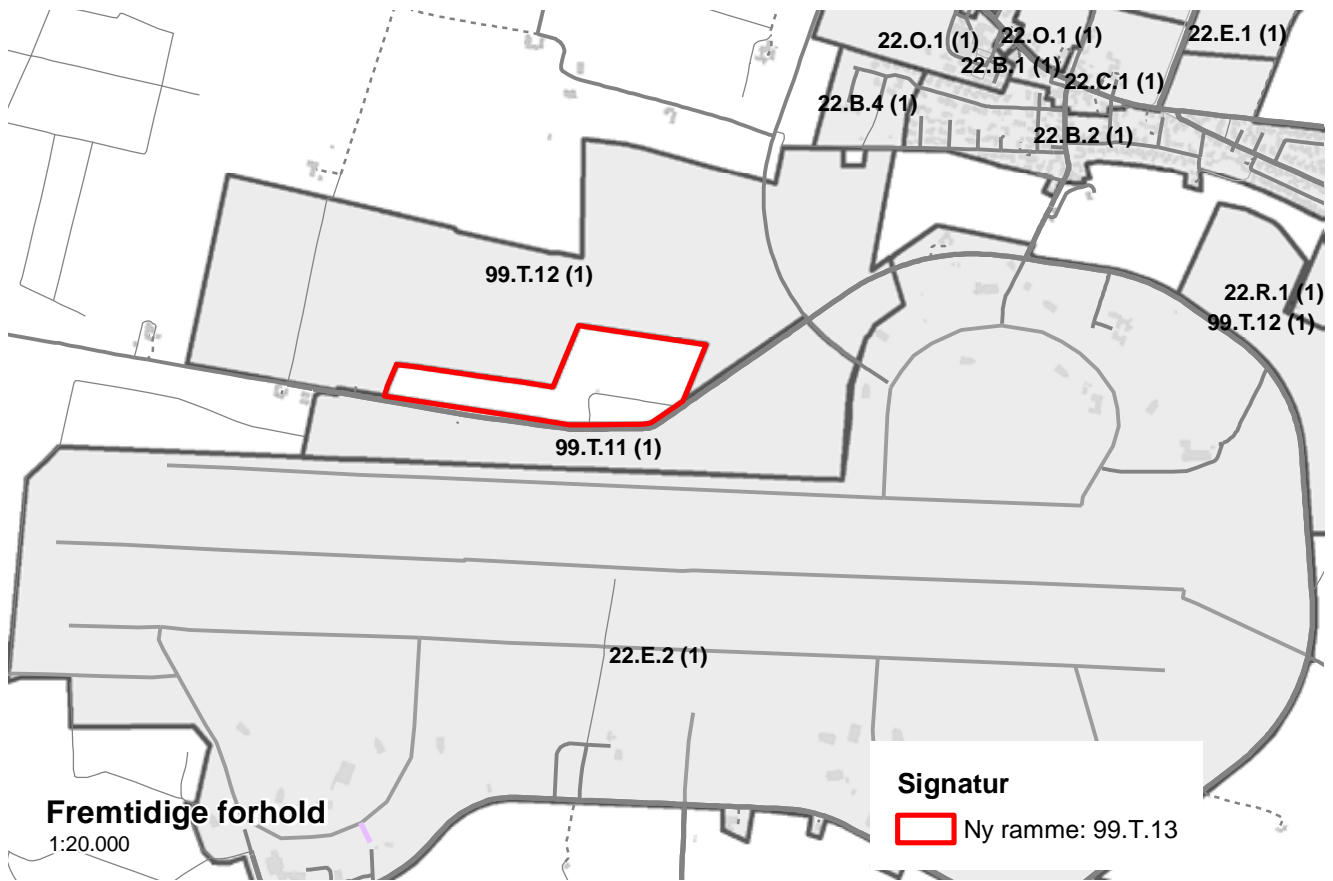 22.O.1 (1)
22.O.1 (1)
22.E.1 (1)
22.B.1 (1)
22.C.1 (1)
22.B.4 (1)
22.B.2 (1)
99.T.12 (1)
22.R.1 (1)
99.T.12 (1)
99.T.11 (1)
22.E.2 (1)
Fremtidige forhold
1:20.000
Signatur
Ny ramme: 99.T.13